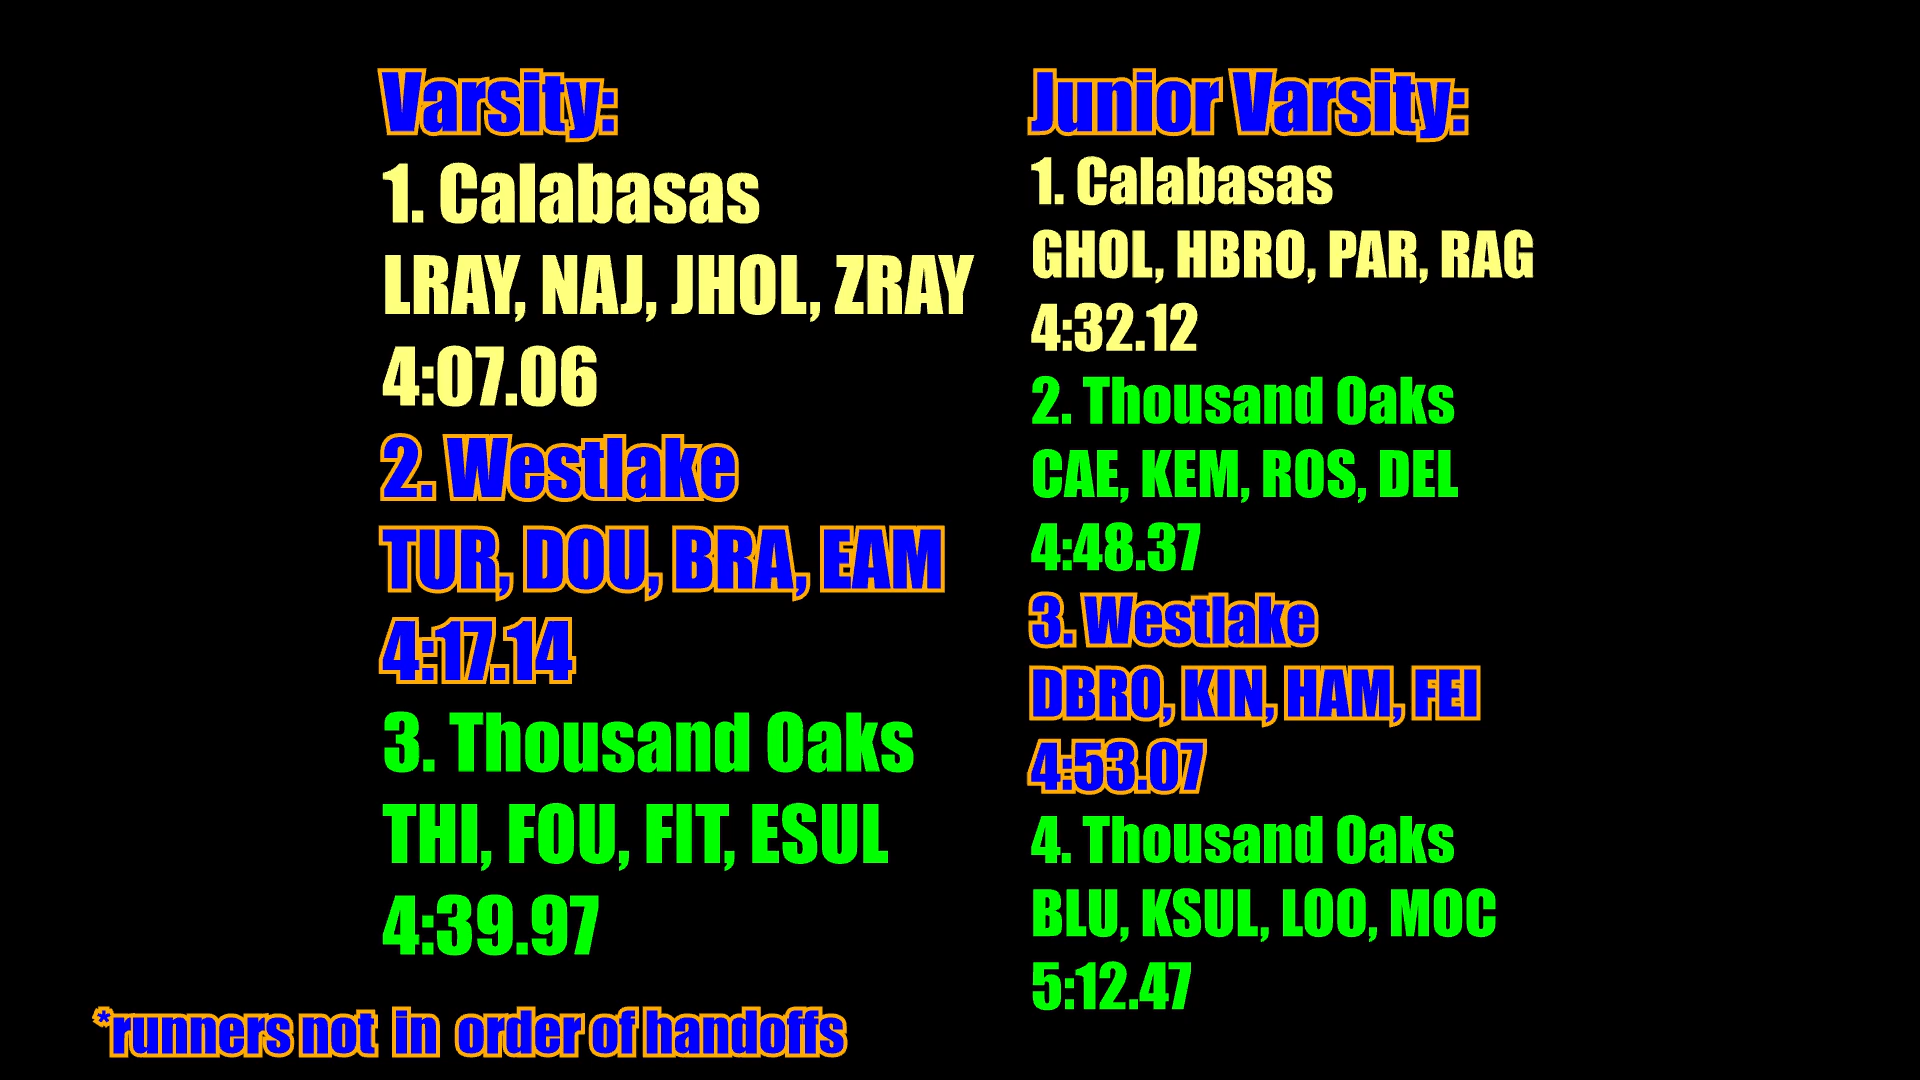 Varsity:
1. Calabasas
LRAY, NAJ, JHOL, ZRAY
4:07.06
2. Westlake
TUR, DOU, BRA, EAM
4:17.14
3. Thousand Oaks
THI, FOU, FIT, ESUL
4:39.97
Junior Varsity:
1. Calabasas
GHOL, HBRO, PAR, RAG
4:32.12
2. Thousand Oaks
CAE, KEM, ROS, DEL
4:48.37
3. Westlake
DBRO, KIN, HAM, FEI
4:53.07
4. Thousand Oaks
BLU, KSUL, LOO, MOC
5:12.47
*runners not in order of handoffs